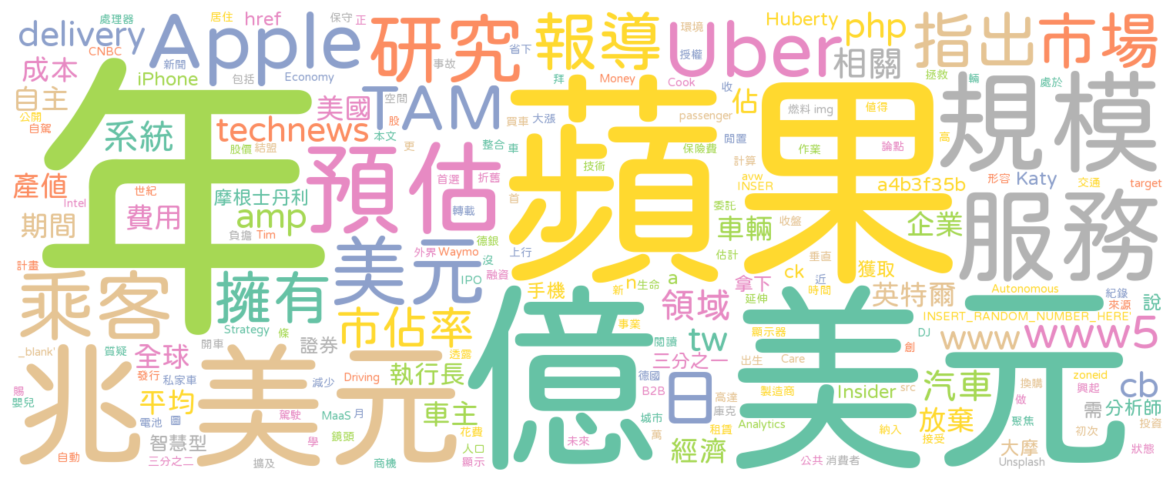 delivery
處理器
居住
href
保守
正
Apple
研究
報導
Uber
Huberty
php
環境
授權
相關
指出
市場
CNBC
新聞
包括
Economy
省下
事故
成本
iPhone
年
自主
公開
自駕
系統
technews
美國
TAM
空間
股
買車
大漲
Money
Cook
收
passenger
佔
閒置
保險費
燃料
img
值得
拯救
輛
處於
高
規模
股價
結盟
本文
更
整合
車
蘋果
計算
作業
論點
產值
世紀
Intel
摩根士丹利
預估
首選
折舊
技術
avw
INSER
a4b3f35b
形容
Katy
交通
target
期間
費用
amp
負擔
Tim
轉載
首
委託
車輛
收盤
企業
服務
計畫
美元
外界
Waymo
德銀
沒
上行
融資
IPO
估計
垂直
近
時間
獲取
乘客
擁有
手機
n
生命
新
a
拿下
延伸
ck
英特爾
Autonomous
紀錄
來源
說
Strategy
條
市佔率
億美元
事業
領域
顯示器
INSERT_RANDOM_NUMBER_HERE'
DJ
創
www
www5
_blank'
質疑
開車
證券
透露
閱讀
tw
兆美元
全球
發行
私家車
減少
Driving
執行長
三分之一
德國
B2B
日
出生
Care
製造商
Insider
src
汽車
zoneid
換購
興起
cb
賜
嬰兒
平均
電池
圖
MaaS
月
駕駛
車主
花費
城市
高達
庫克
租賃
萬
Analytics
納入
接受
放棄
做
聚焦
初次
需
分析師
投資
智慧型
學
鏡頭
人口
顯示
未來
經濟
公共
消費者
大摩
Unsplash
狀態
自動
三分之二
擴及
商機